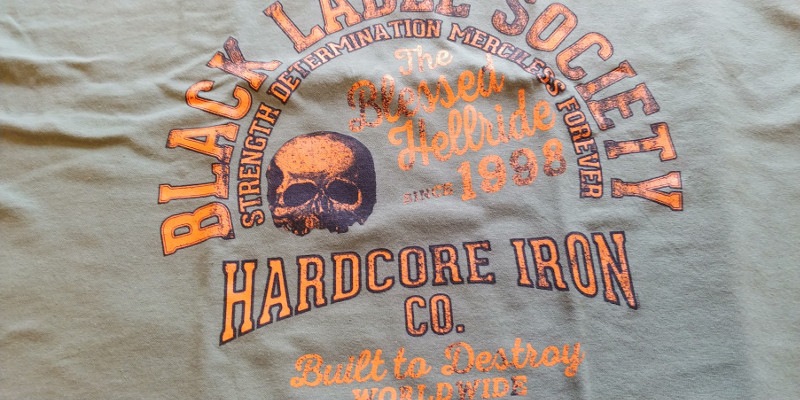 BLACK LABEL SOCIETY
STRENGTH DETERMINATION MERCILESS FOREVER
The
Blessed
Hellride
SINCE 1998
HARDCORE IRON
CO.
Built to Destroy
WORLDWIDE